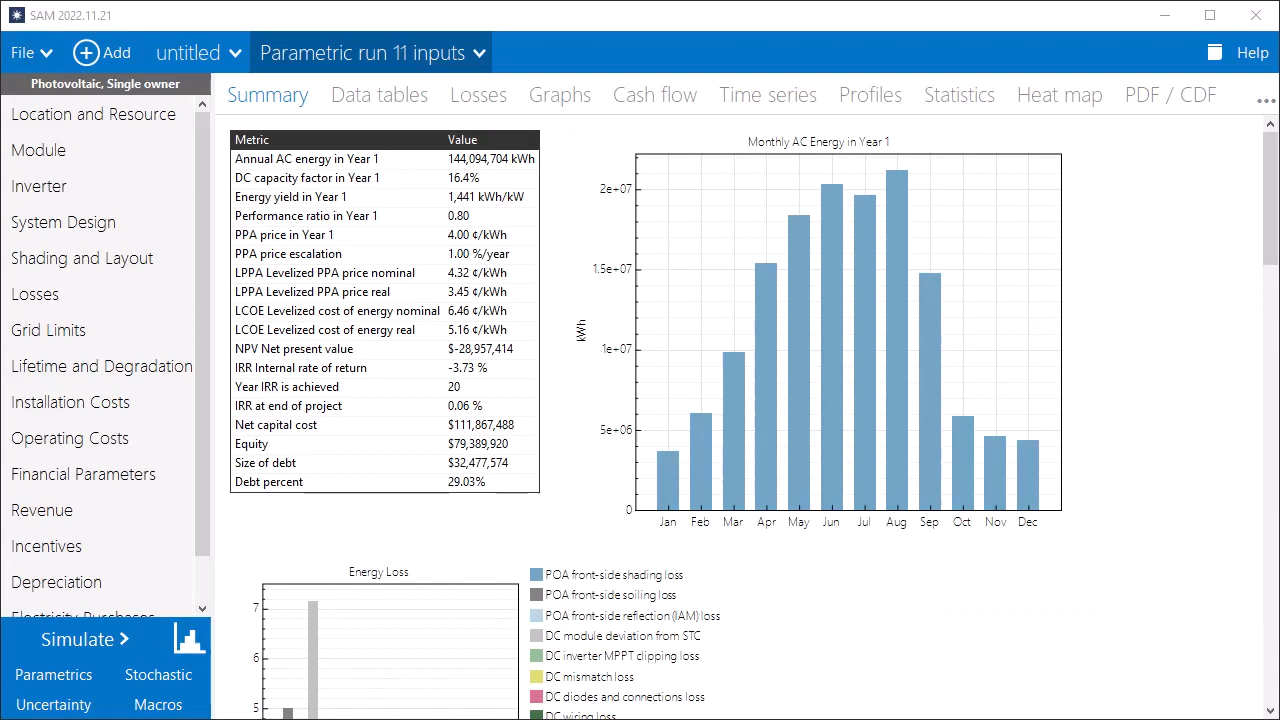 SAM 2022.11.21
File Add untitled Parametric run 11 inputs Help
Photovoltaic, Single owner
Location and Resource
Module
Inverter
System Design
Shading and Layout
Losses
Grid Limits
Lifetime and Degradation
Installation Costs
Operating Costs
Financial Parameters
Revenue
Incentives
Depreciation
Electricity Purchases
Simulate >
Parametrics Stochastic
Uncertainty Macros
Summary Data tables Losses Graphs Cash flow Time series Profiles Statistics Heat map PDF / CDF ...
Metric Value
Annual AC energy in Year 1 144,094,704 kWh
DC capacity factor in Year 1 16.4%
Energy yield in Year 1 1,441 kWh/kW
Performance ratio in Year 1 0.80
PPA price in Year 1 4.00 ¢/kWh
PPA price escalation 1.00 %/year
LPPA Levelized PPA price nominal 4.32 ¢/kWh
LPPA Levelized PPA price real 3.45 ¢/kWh
LCOE Levelized cost of energy nominal 6.46 ¢/kWh
LCOE Levelized cost of energy real 5.16 ¢/kWh
NPV Net present value $-28,957,414
IRR Internal rate of return -3.73 %
Year IRR is achieved 20
IRR at end of project 0.06 %
Net capital cost $111,867,488
Equity $79,389,920
Size of debt $32,477,574
Debt percent 29.03%
Monthly AC Energy in Year 1
kWh
2e+07
1.5e+07
1e+07
5e+06
0
Jan Feb Mar Apr May Jun Jul Aug Sep Oct Nov Dec
Energy Loss
7
6
5
POA front-side shading loss
POA front-side soiling loss
POA front-side reflection (IAM) loss
DC module deviation from STC
DC inverter MPPT clipping loss
DC mismatch loss
DC diodes and connections loss
DC wiring loss